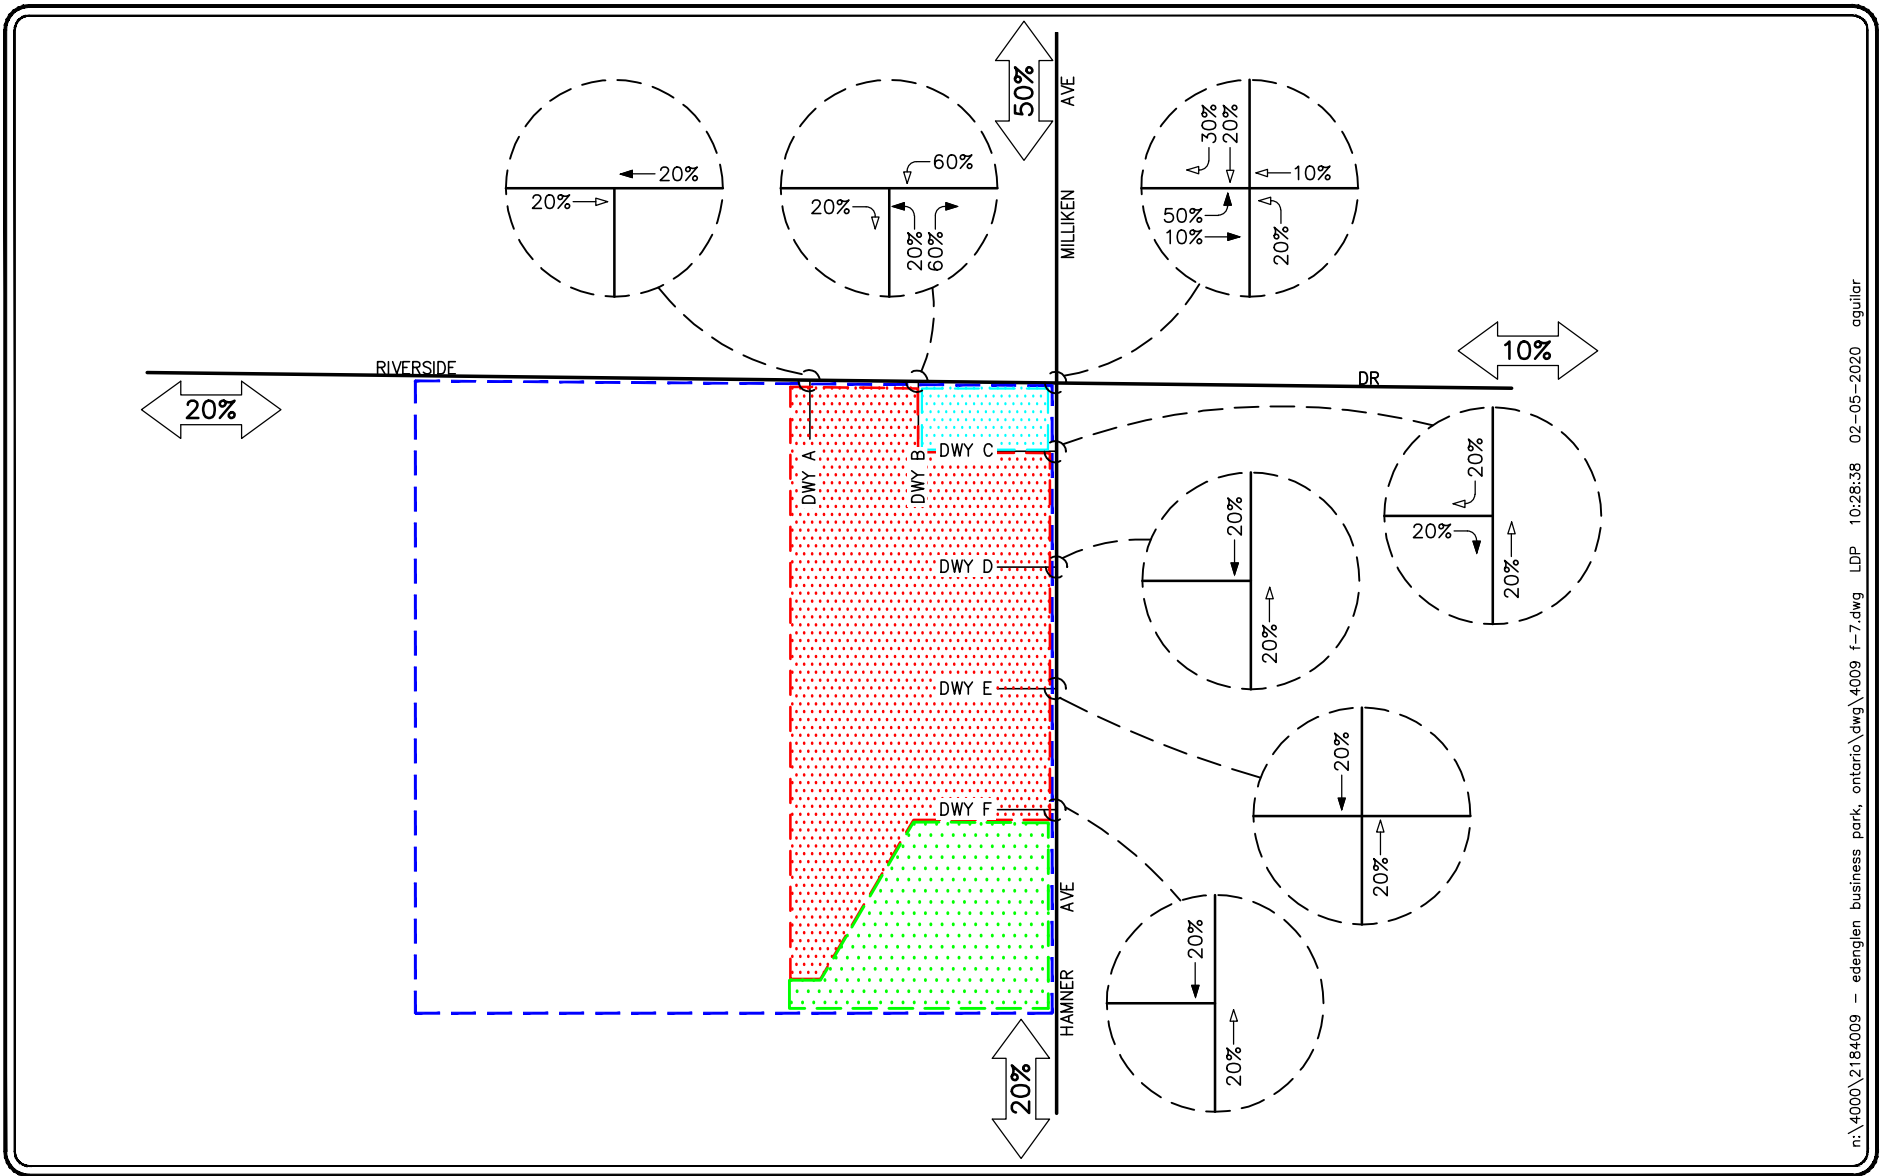 50%
AVE
MILLIKEN
20%
20%
60%
20%
20%
60%
30%
20%
10%
50%
10%
20%
RIVERSIDE
DR
10%
20%
DWY A
DWY B
DWY C
20%
20%
20%
DWY D
20%
20%
DWY E
20%
20%
DWY F
20%
20%
AVE
HAMNER
20%
n:\4000\2184009 - edenglen business park, ontario\dwg\4009 f-7.dwg LDP 10:28:38 02-05-2020 aguilar